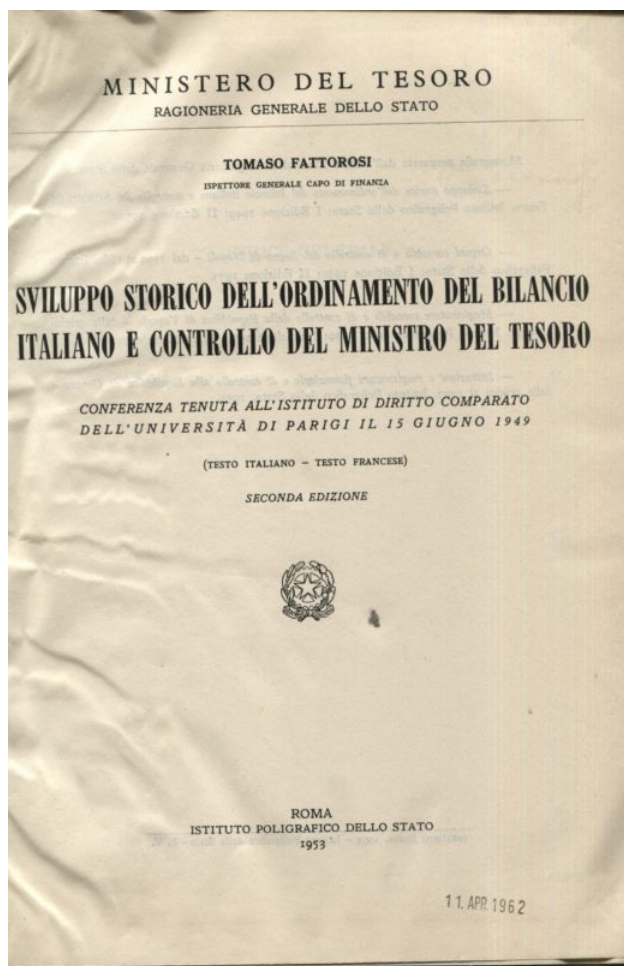 MINISTERO DEL TESORO
RAGIONERIA GENERALE DELLO STATO
TOMASO FATTOROSI
ISPETTORE GENERALE CAPO DI FINANZA
SVILUPPO STORICO DELL'ORDINAMENTO DEL BILANCIO
ITALIANO E CONTROLLO DEL MINISTRO DEL TESORO
CONFERENZA TENUTA ALL'ISTITUTO DI DIRITTO COMPARATO
DELL'UNIVERSITÀ DI PARIGI IL 15 GIUGNO 1949
(TESTO ITALIANO – TESTO FRANCESE)
SECONDA EDIZIONE
ROMA
ISTITUTO POLIGRAFICO DELLO STATO
1953
11. APR. 1962